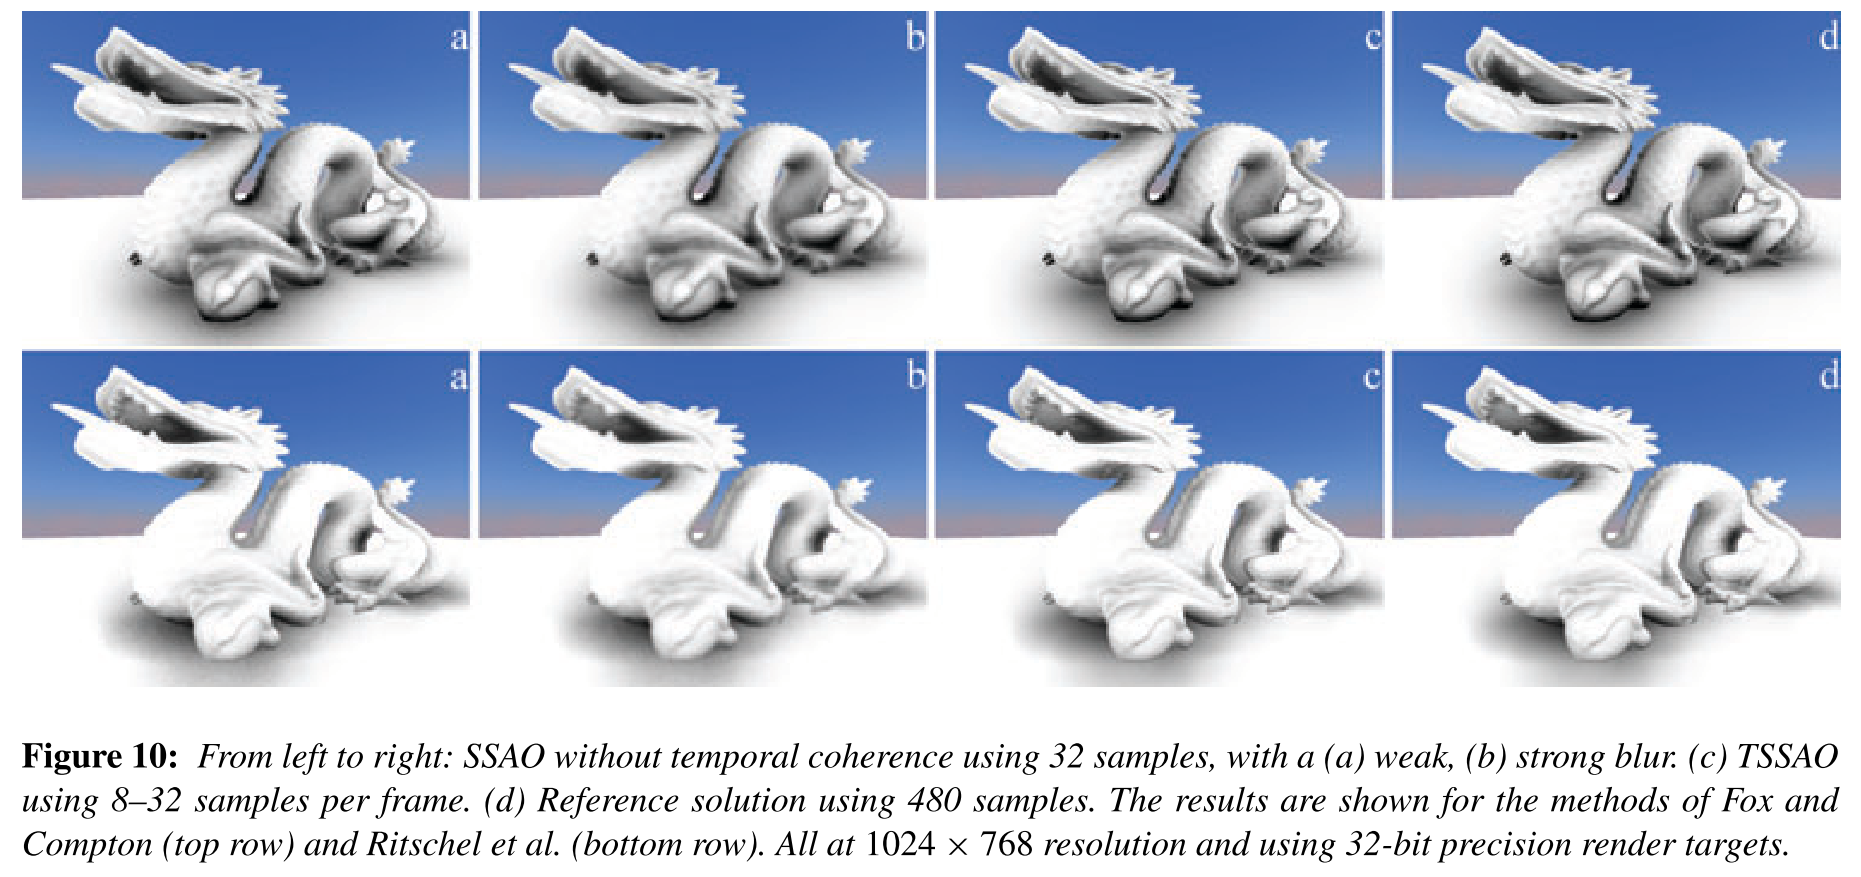 a b c d
a b c d
Figure 10: From left to right: SSAO without temporal coherence using 32 samples, with a (a) weak, (b) strong blur. (c) TSSAO
using 8–32 samples per frame. (d) Reference solution using 480 samples. The results are shown for the methods of Fox and
Compton (top row) and Ritschel et al. (bottom row). All at 1024 × 768 resolution and using 32-bit precision render targets.